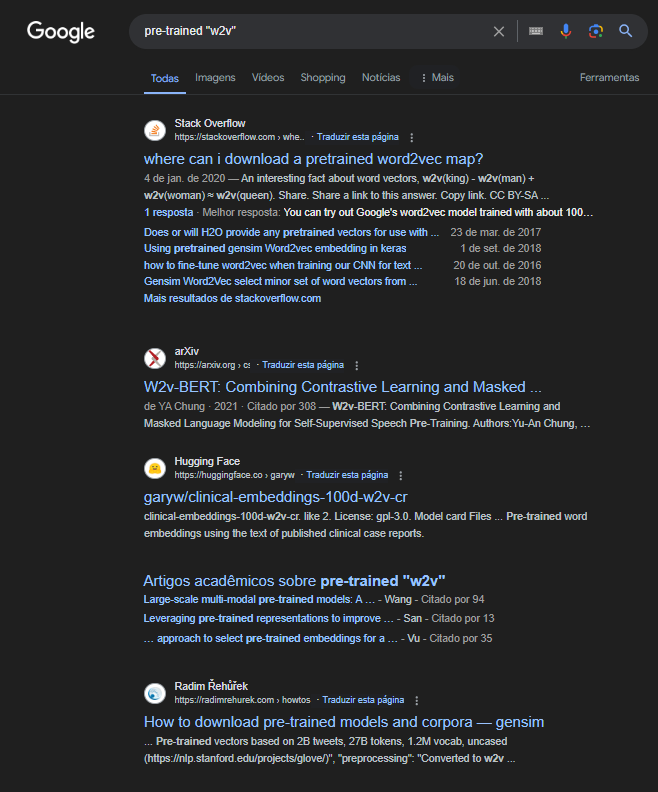 Google
pre-trained "w2v"
Todas Imagens Vídeos Shopping Notícias Mais Ferramentas
Stack Overflow
https://stackoverflow.com › whe.. · Traduzir esta página
where can i download a pretrained word2vec map?
4 de jan. de 2020 — An interesting fact about word vectors, w2v(king) - w2v(man) +
w2v(woman) ≈ w2v(queen). Share. Share a link to this answer. Copy link. CC BY-SA ...
1 resposta · Melhor resposta: You can try out Google's word2vec model trained with about 100…
Does or will H2O provide any pretrained vectors for use with ... 23 de mar. de 2017
Using pretrained gensim Word2vec embedding in keras 1 de set. de 2018
how to fine-tune word2vec when training our CNN for text ... 20 de out. de 2016
Gensim Word2Vec select minor set of word vectors from ... 18 de jun. de 2018
Mais resultados de stackoverflow.com
arXiv
https://arxiv.org › cs · Traduzir esta página
W2v-BERT: Combining Contrastive Learning and Masked ...
de YA Chung · 2021 · Citado por 308 — W2v-BERT: Combining Contrastive Learning and
Masked Language Modeling for Self-Supervised Speech Pre-Training. Authors:Yu-An Chung, ...
Hugging Face
https://huggingface.co › garyw · Traduzir esta página
garyw/clinical-embeddings-100d-w2v-cr
clinical-embeddings-100d-w2v-cr. like 2. License: gpl-3.0. Model card Files ... Pre-trained word
embeddings using the text of published clinical case reports.
Artigos acadêmicos sobre pre-trained "w2v"
Large-scale multi-modal pre-trained models: A … - Wang - Citado por 94
Leveraging pre-trained representations to improve … - San - Citado por 13
… approach to select pre-trained embeddings for a … - Vu - Citado por 35
Radim Řehůřek
https://radimrehurek.com › howtos · Traduzir esta página
How to download pre-trained models and corpora — gensim
... Pre-trained vectors based on 2B tweets, 27B tokens, 1.2M vocab, uncased
(https://nlp.stanford.edu/projects/glove/)", "preprocessing": "Converted to w2v ...